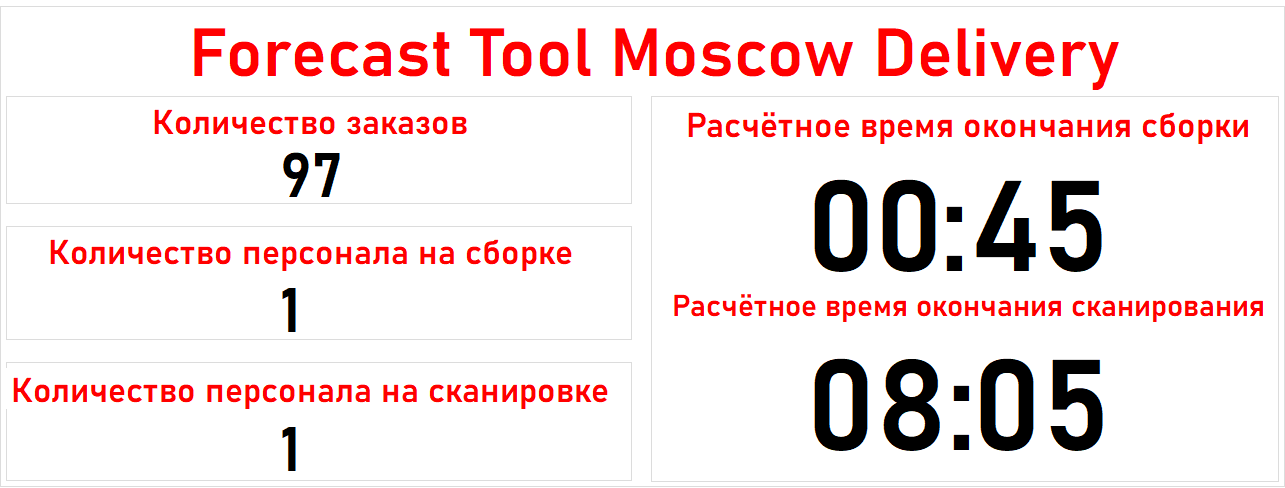 Forecast Tool Moscow Delivery
Количество заказов
97
Количество персонала на сборке
1
Количество персонала на сканировке
1
Расчётное время окончания сборки
00:45
Расчётное время окончания сканирования
08:05